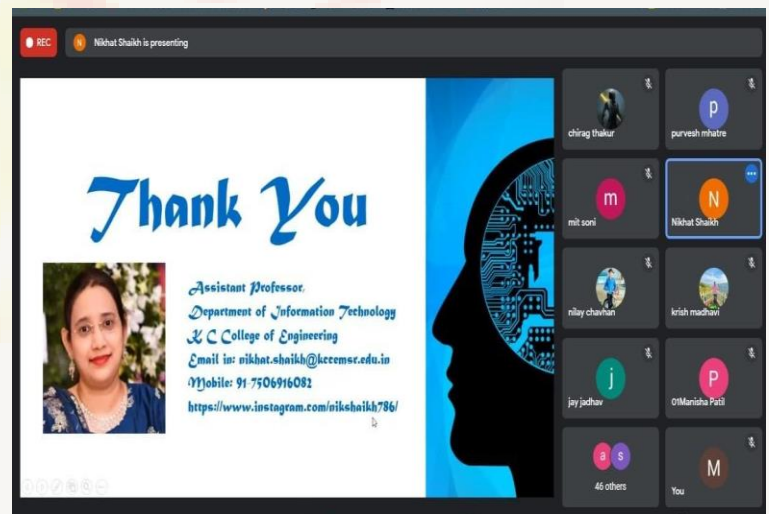 REC
N
Nikhat Shaikh is presenting
Thank You
Assistant Professor,
Department of Information Technology
K C College of Engineering
Email in: nikhat.shaikh@kccemsr.edu.in
Mobile: 91-7506916082
https://www.instagram.com/nikshaikh786/
chirag thakur
p
purvesh mhatre
m
mit soni
N
Nikhat Shaikh
nilay chavhan
krish madhavi
j
jay jadhav
P
01Manisha Patil
a s
46 others
M
You